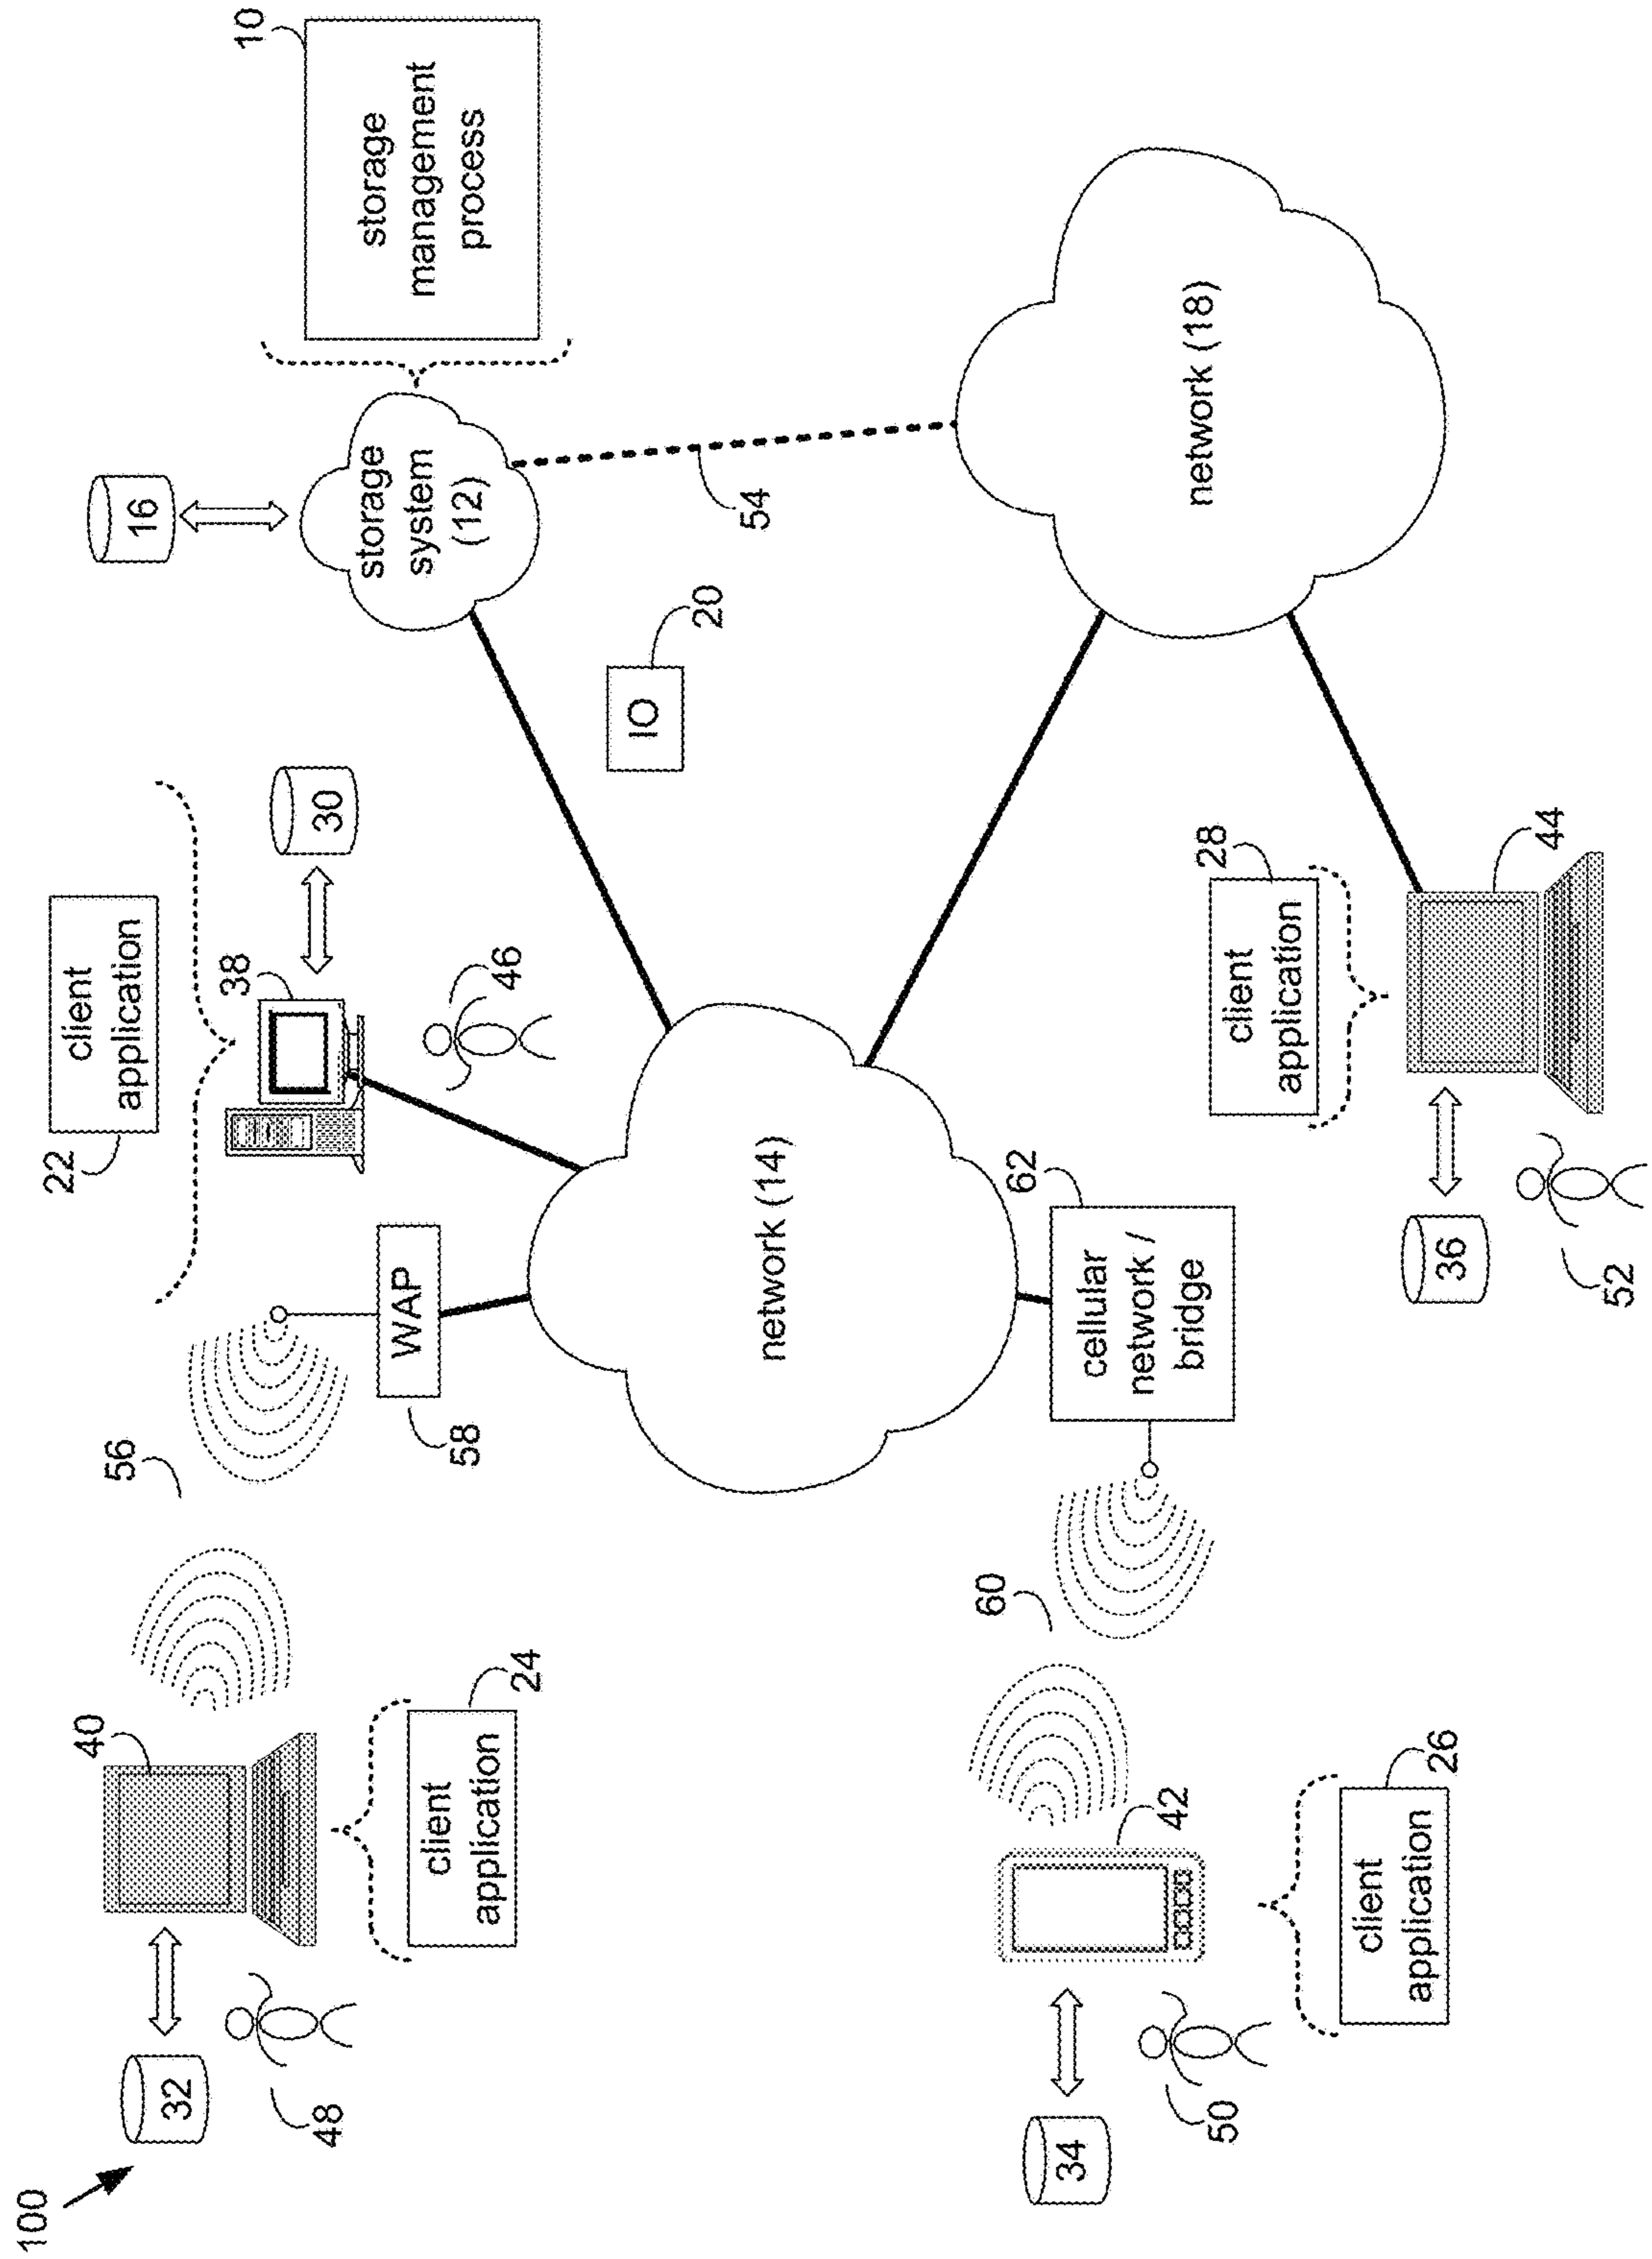 100
32
48
40
client
application
24
56
WAP
58
22
client
application
38
30
46
16
storage
system
(12)
10
storage
management
process
IO
20
54
network (14)
network (18)
34
50
42
client
application
26
60
cellular
network /
bridge
62
client
application
28
44
36
52